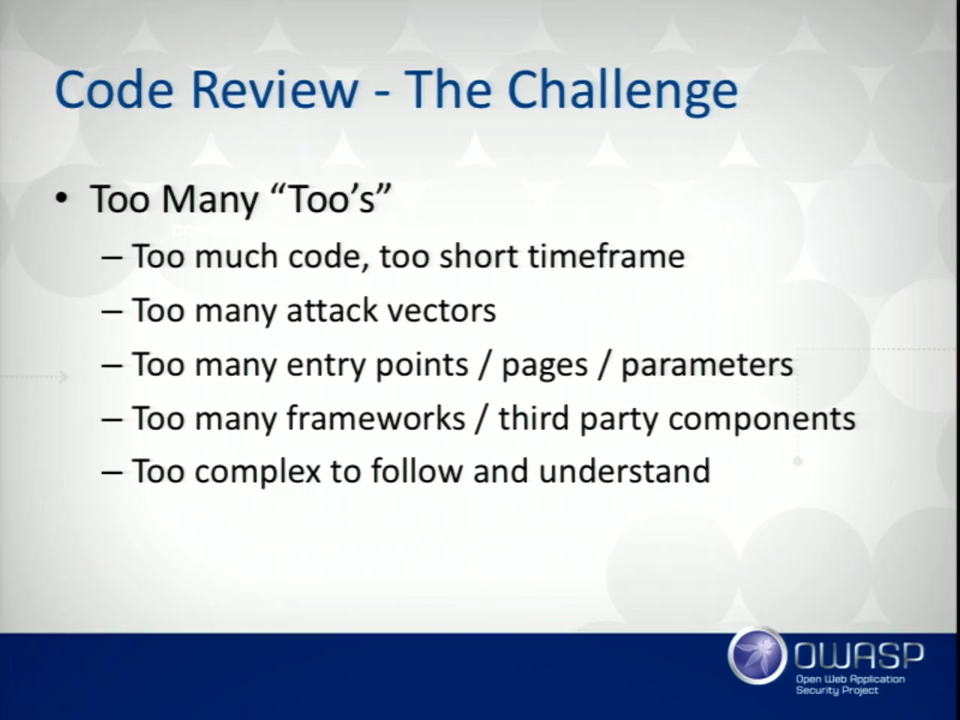 Code Review - The Challenge
• Too Many “Too’s”
– Too much code, too short timeframe
– Too many attack vectors
– Too many entry points / pages / parameters
– Too many frameworks / third party components
– Too complex to follow and understand
OWASP
Open Web Application
Security Project